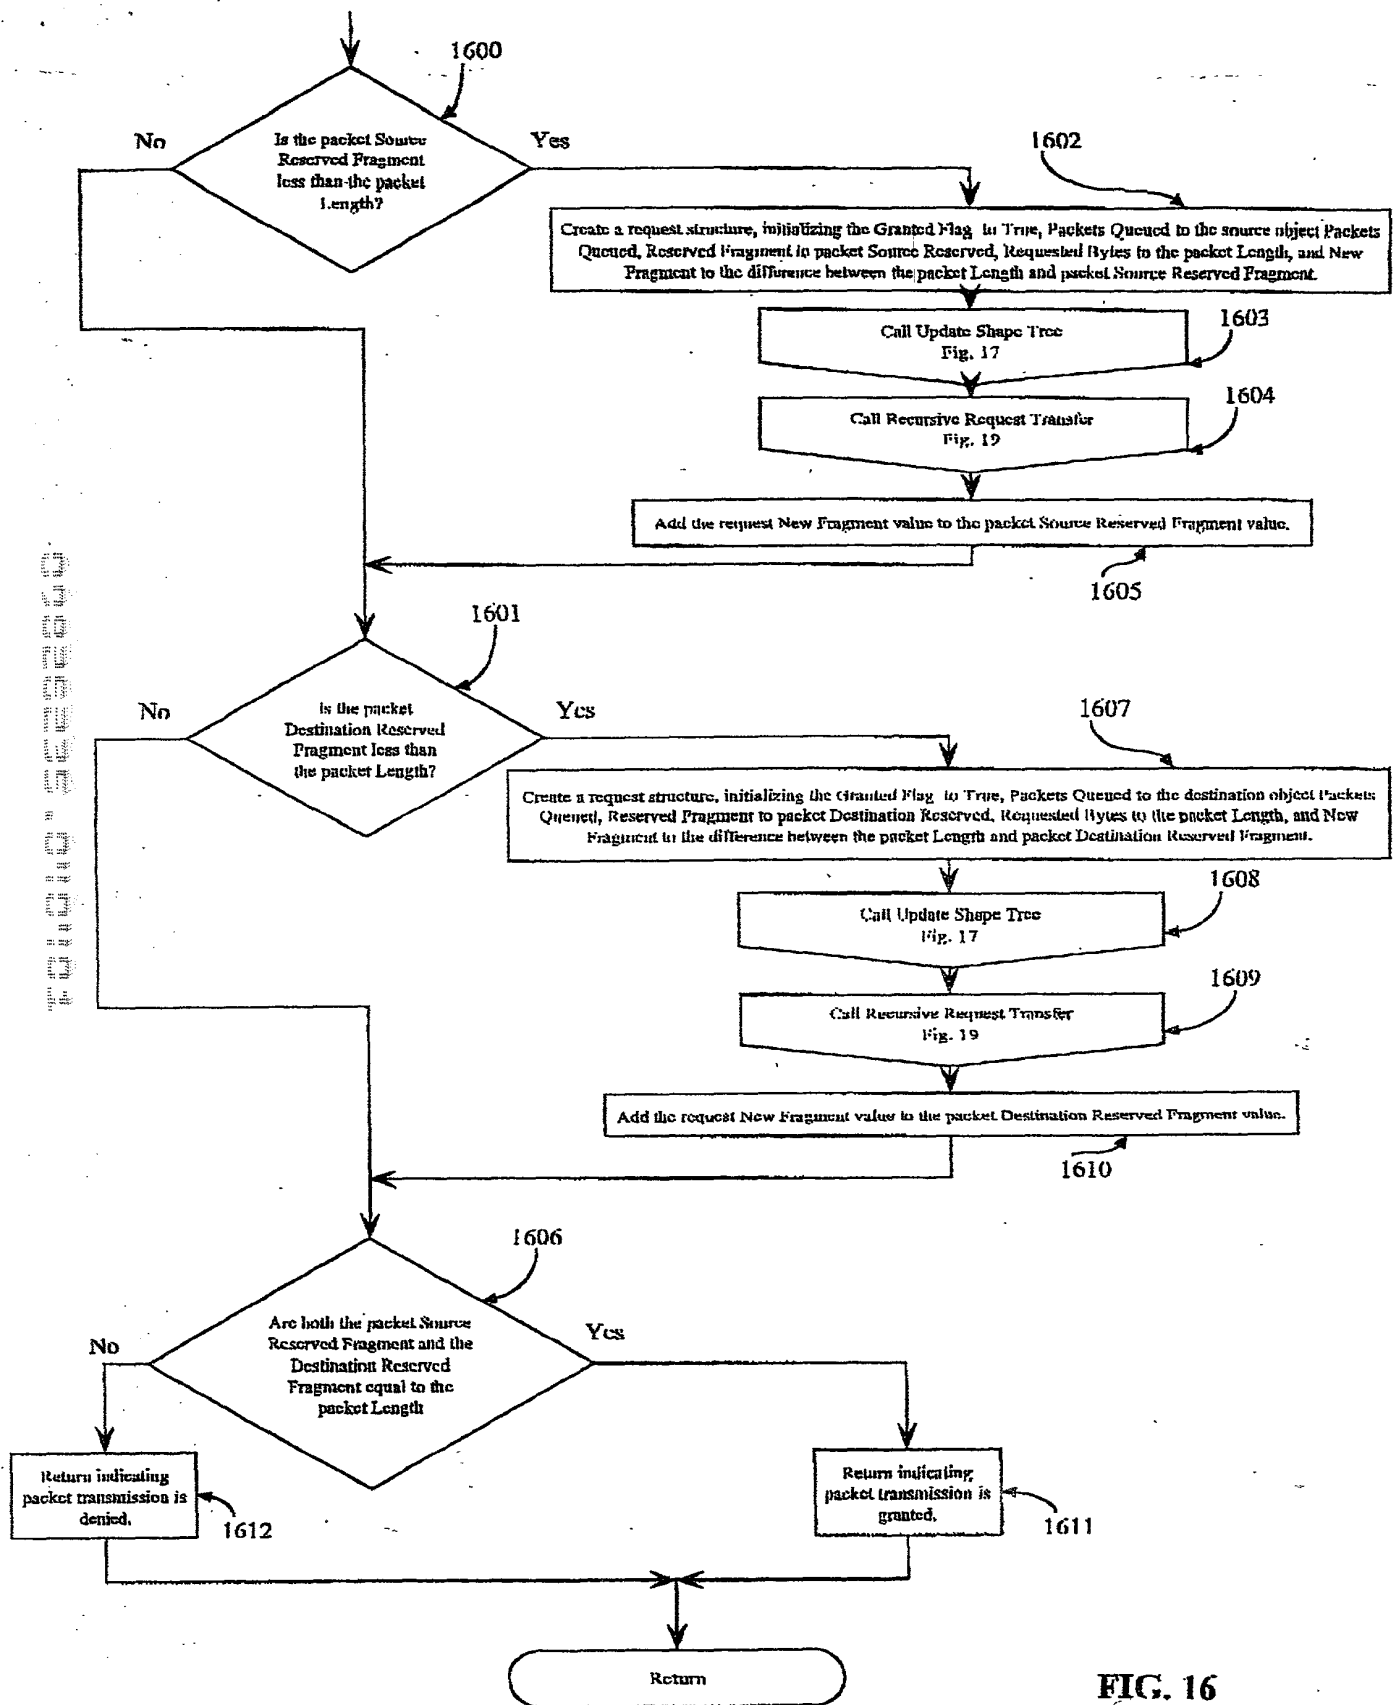 1600
No
Yes
Is the packet Source
Reserved Fragment
less than the packet
Length?
1602
Create a request structure, initializing the Granted Flag to True, Packets Queued to the source object Packets
Queued, Reserved Fragment to packet Source Reserved, Requested Bytes to the packet Length, and New
Fragment to the difference between the packet Length and packet Source Reserved Fragment.
Call Update Shape Tree
Fig. 17
1603
Call Recursive Request Transfer
Fig. 19
1604
Add the request New Fragment value to the packet Source Reserved Fragment value.
1605
1601
No
Yes
Is the packet
Destination Reserved
Fragment less than
the packet Length?
1607
Create a request structure, initializing the Granted Flag to True, Packets Queued to the destination object Packets
Queued, Reserved Fragment to packet Destination Reserved, Requested Bytes to the packet Length, and New
Fragment to the difference between the packet Length and packet Destination Reserved Fragment.
Call Update Shape Tree
Fig. 17
1608
Call Recursive Request Transfer
Fig. 19
1609
Add the request New Fragment value to the packet Destination Reserved Fragment value.
1610
1606
No
Yes
Are both the packet Source
Reserved Fragment and the
Destination Reserved
Fragment equal to the
packet Length
Return indicating
packet transmission is
denied.
1612
Return indicating
packet transmission is
granted.
1611
Return
FIG. 16